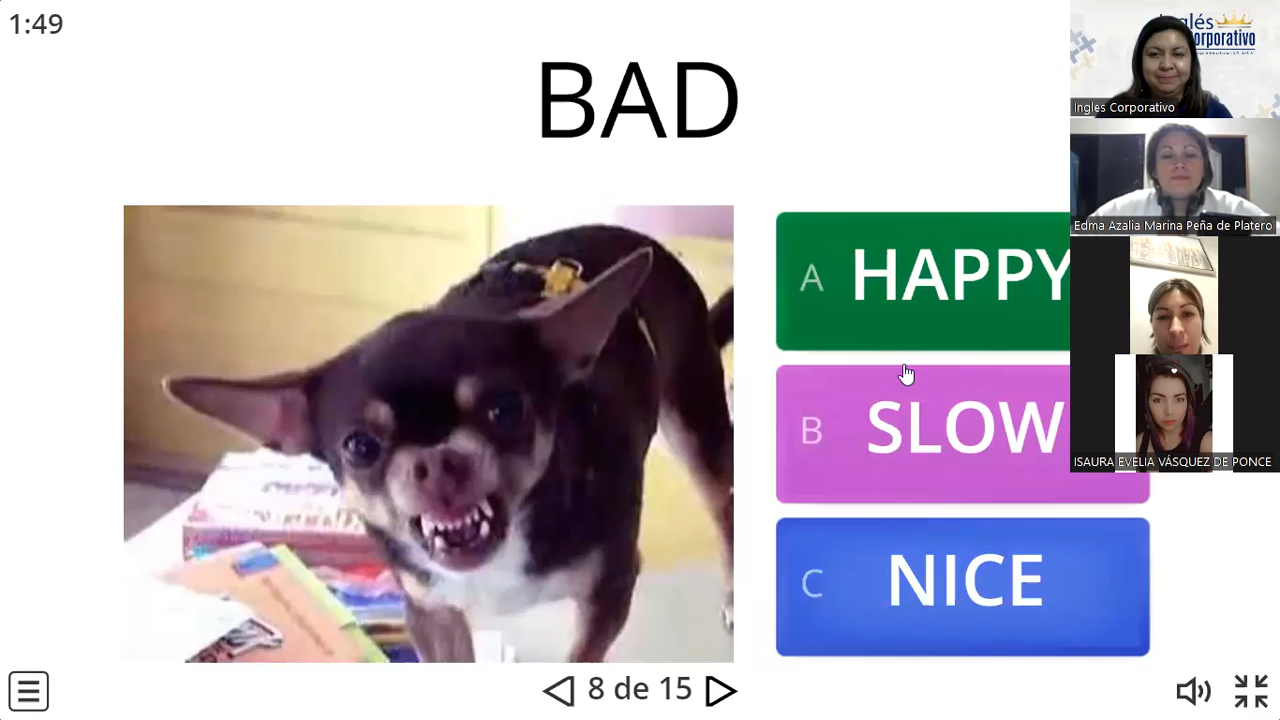 1:49
BAD
A HAPPY
B SLOW
C NICE
8 de 15
Inglés
Corporativo
Ingles Corporativo
Edma Azalia Marina Peña de Platero
ISAURA EVELIA VÁSQUEZ DE PONCE